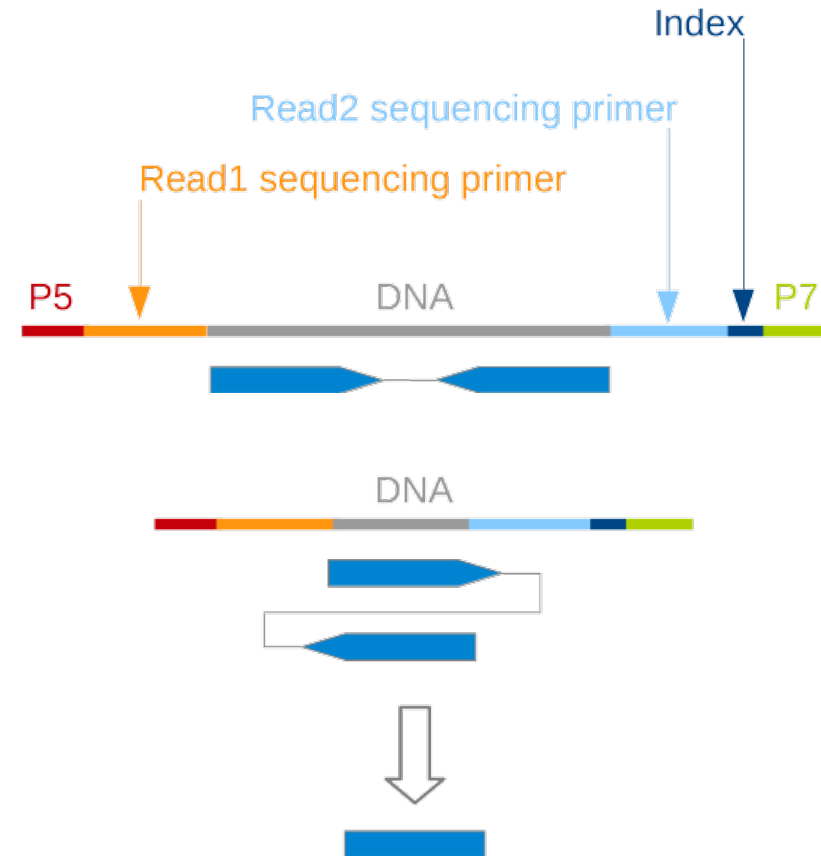 Index
Read2 sequencing primer
Read1 sequencing primer
P5 DNA P7
DNA